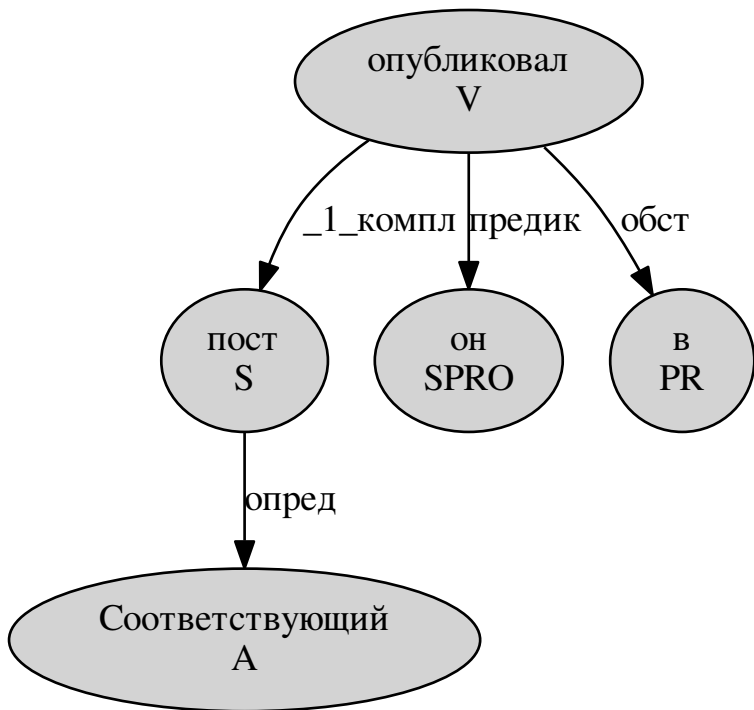 опубликовал
V
_1_компл предик обст
пост
S
он
SPRO
в
PR
опред
Соответствующий
A